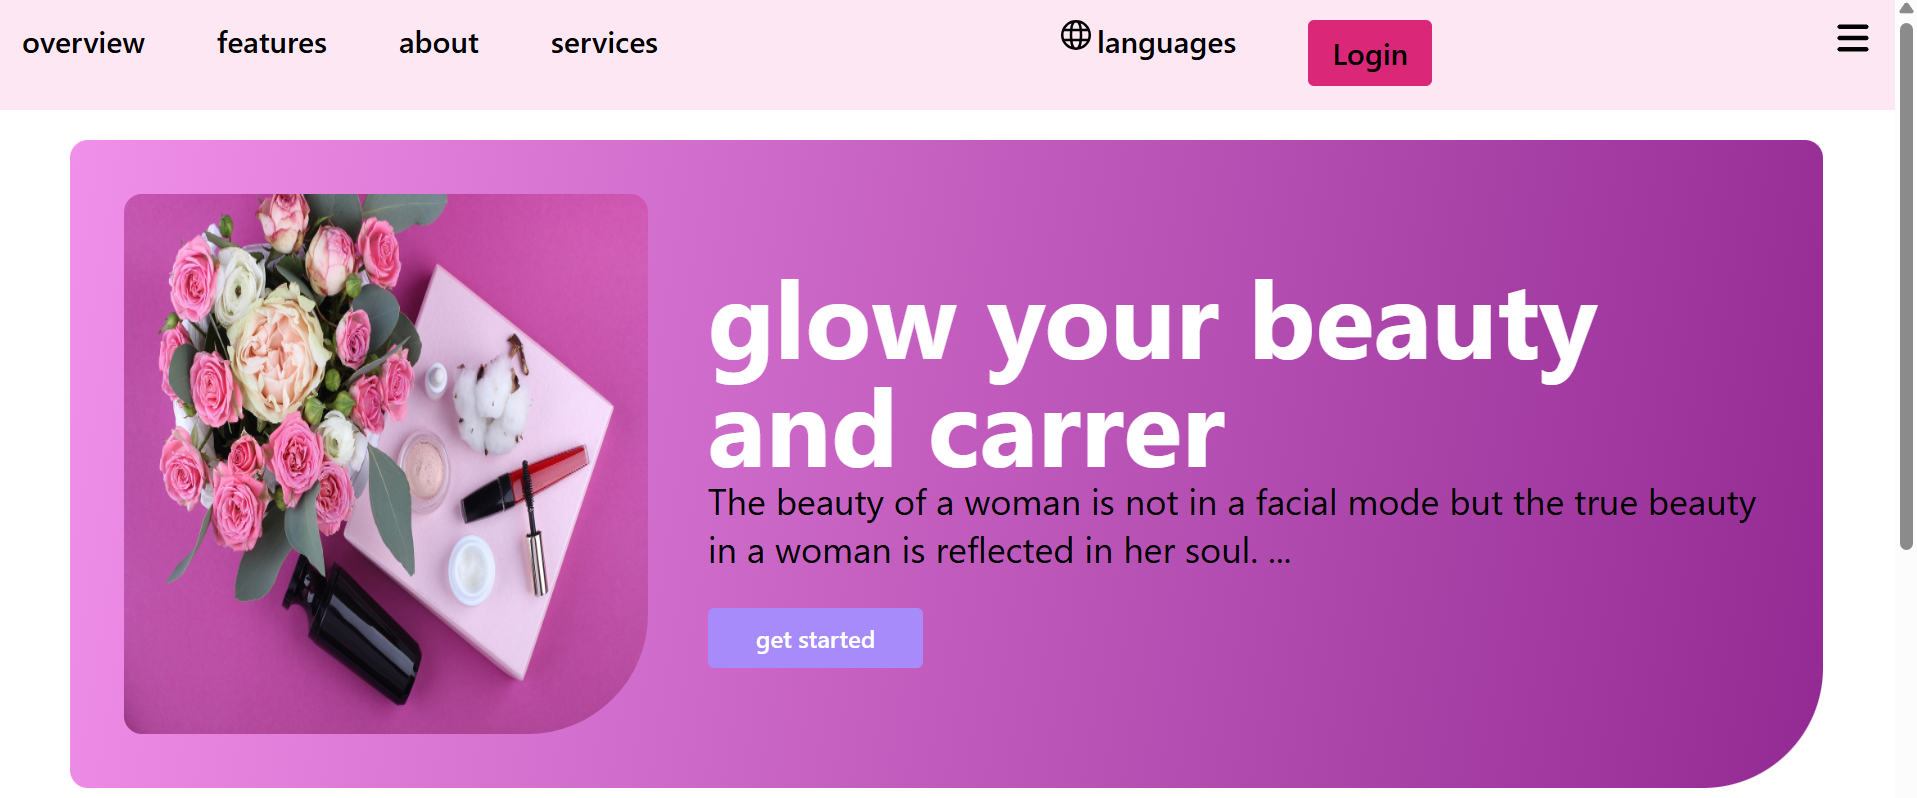 overview features about services languages Login
glow your beauty
and carrer
The beauty of a woman is not in a facial mode but the true beauty
in a woman is reflected in her soul. ...
get started